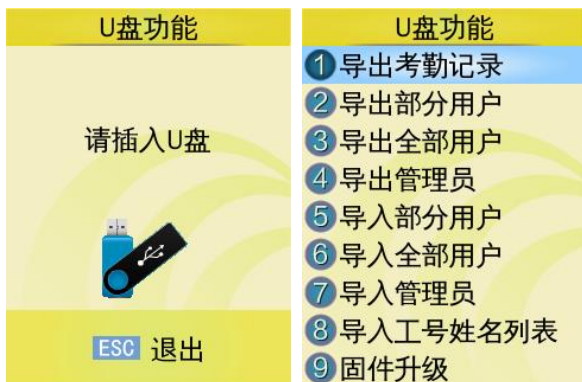 U盘功能
请插入U盘
ESC 退出
U盘功能
1 导出考勤记录
2 导出部分用户
3 导出全部用户
4 导出管理员
5 导入部分用户
6 导入全部用户
7 导入管理员
8 导入工号姓名列表
9 固件升级